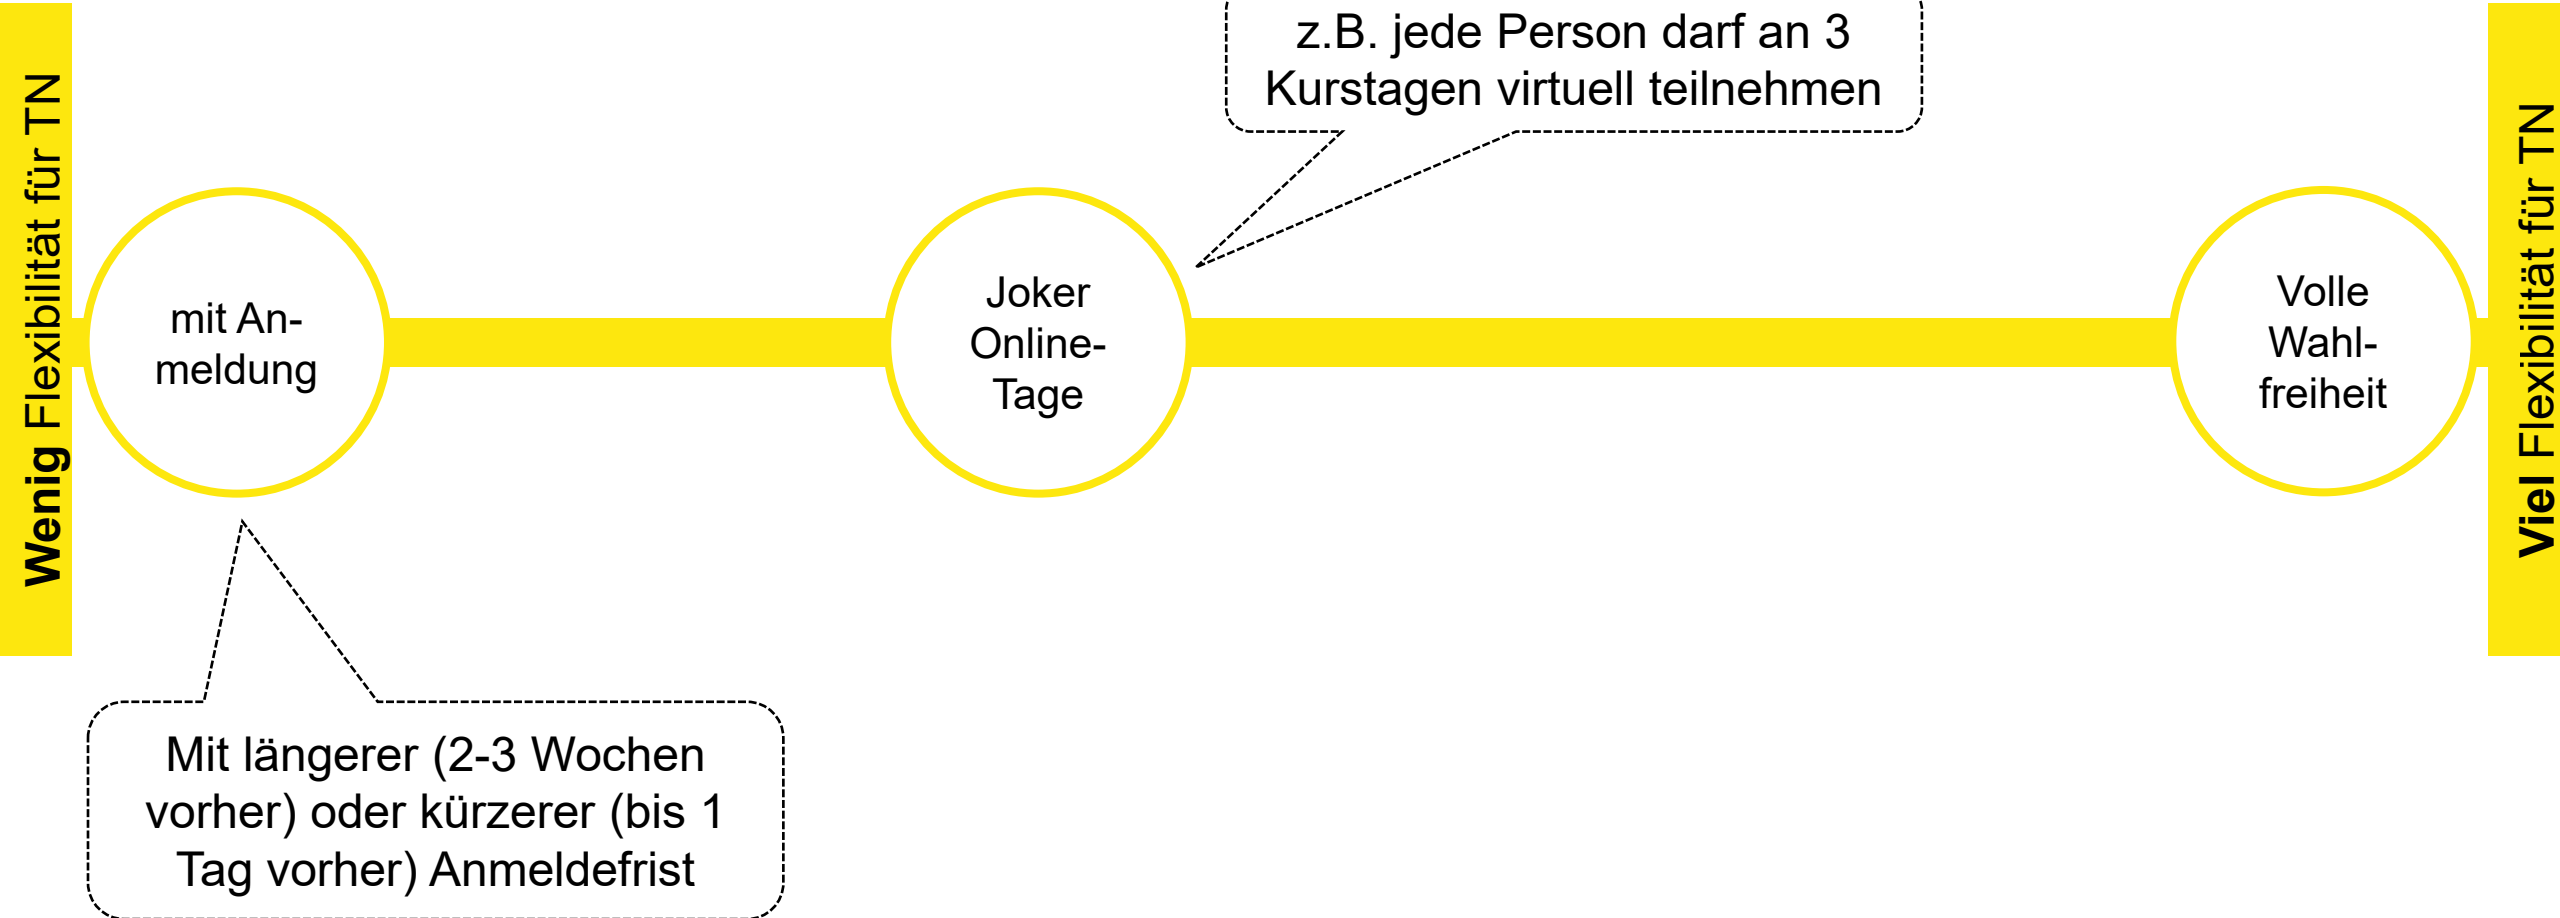 z.B. jede Person darf an 3
Kurstagen virtuell teilnehmen
Wenig Flexibilität für TN
mit An-
meldung
Joker
Online-
Tage
Volle
Wahl-
freiheit
Viel Flexibilität für TN
Mit längerer (2-3 Wochen
vorher) oder kürzerer (bis 1
Tag vorher) Anmeldefrist